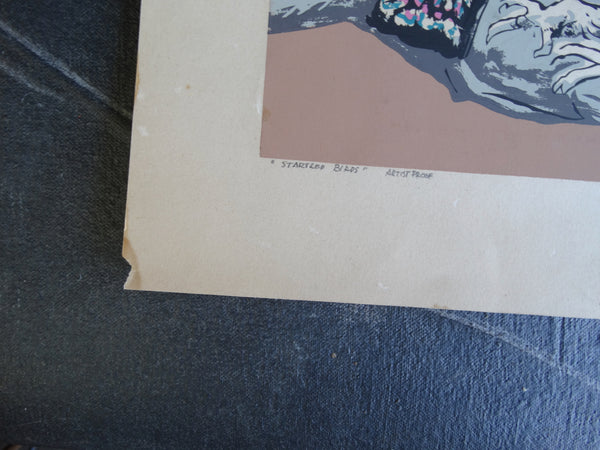 "STARTLED BIRDS" ARTIST PROOF